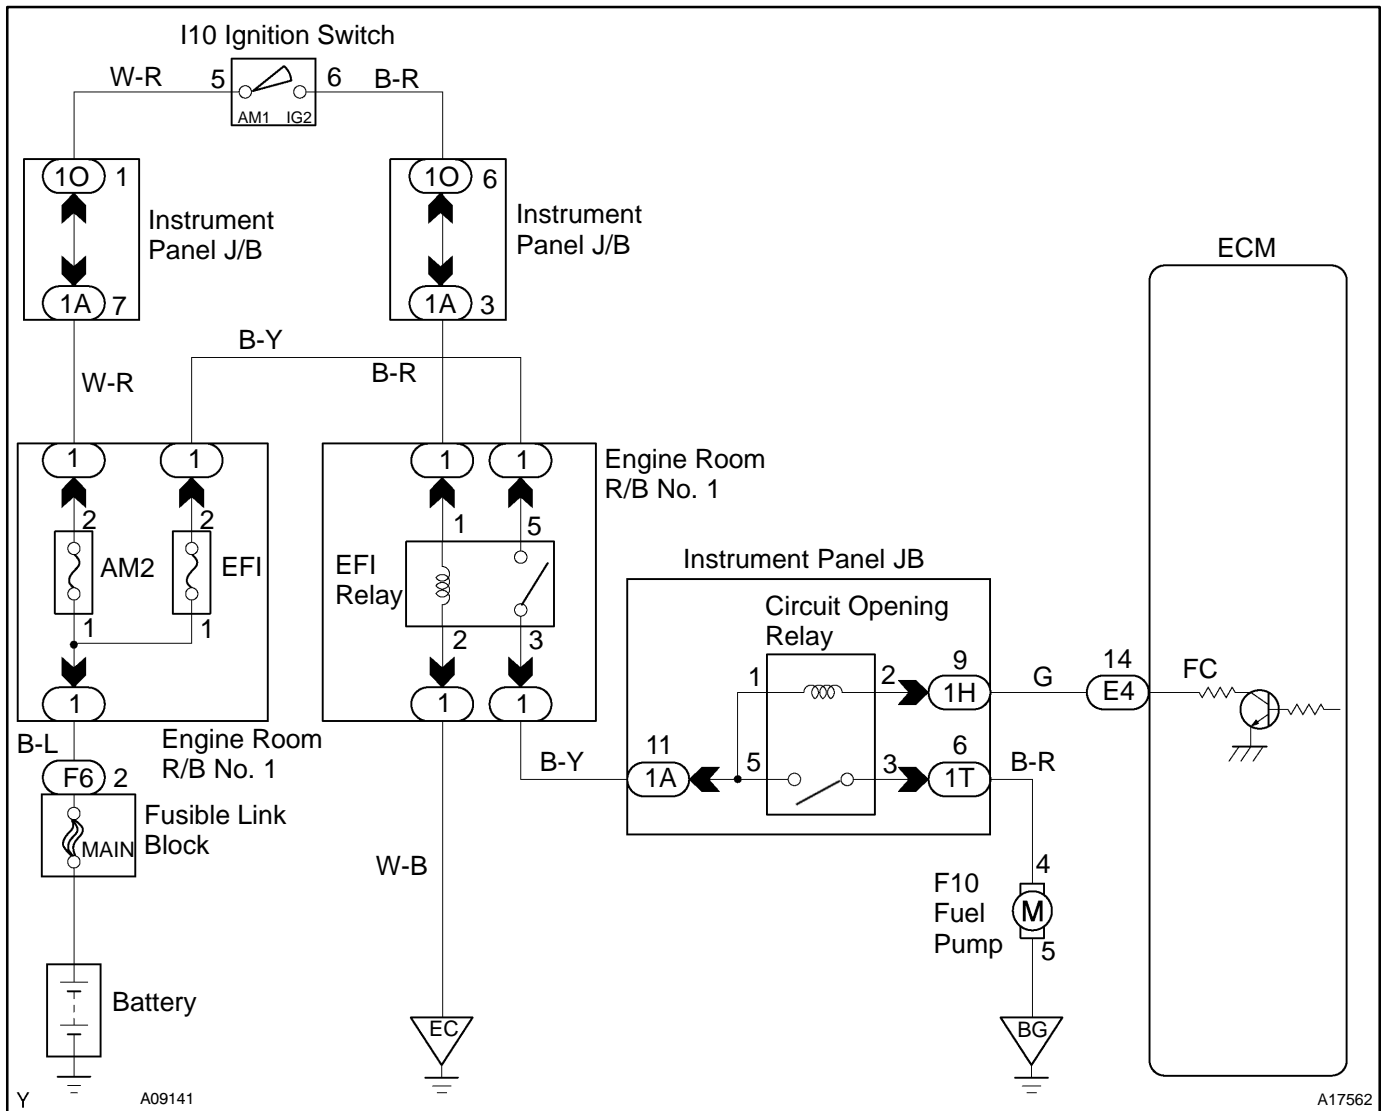 I10 Ignition Switch
W-R
5
6
B-R
AM1 IG2
1O
1
1O
6
Instrument
Panel J/B
Instrument
Panel J/B
ECM
1A
7
1A
3
B-Y
B-R
W-R
1
1
1
1
Engine Room
R/B No. 1
2
2
1
5
AM2
EFI
EFI
Relay
Instrument Panel JB
Circuit Opening
Relay
1
1
2
3
1
2
9
1H
G
14
E4
FC
1
1
1
B-L
Engine Room
R/B No. 1
B-Y
11
1A
5
3
6
1T
B-R
F6
2
Fusible Link
Block
MAIN
W-B
4
F10
Fuel
Pump
M
5
Battery
EC
BG
Y
A09141
A17562